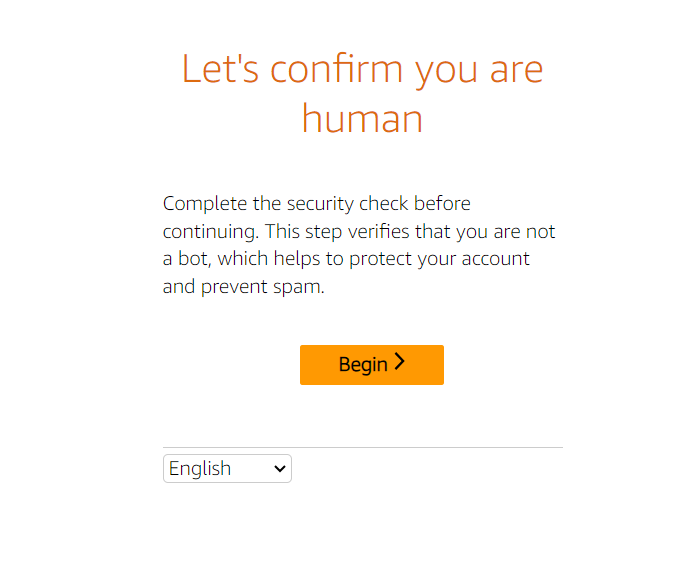 Let's confirm you are
human
Complete the security check before
continuing. This step verifies that you are not
a bot, which helps to protect your account
and prevent spam.
Begin
English